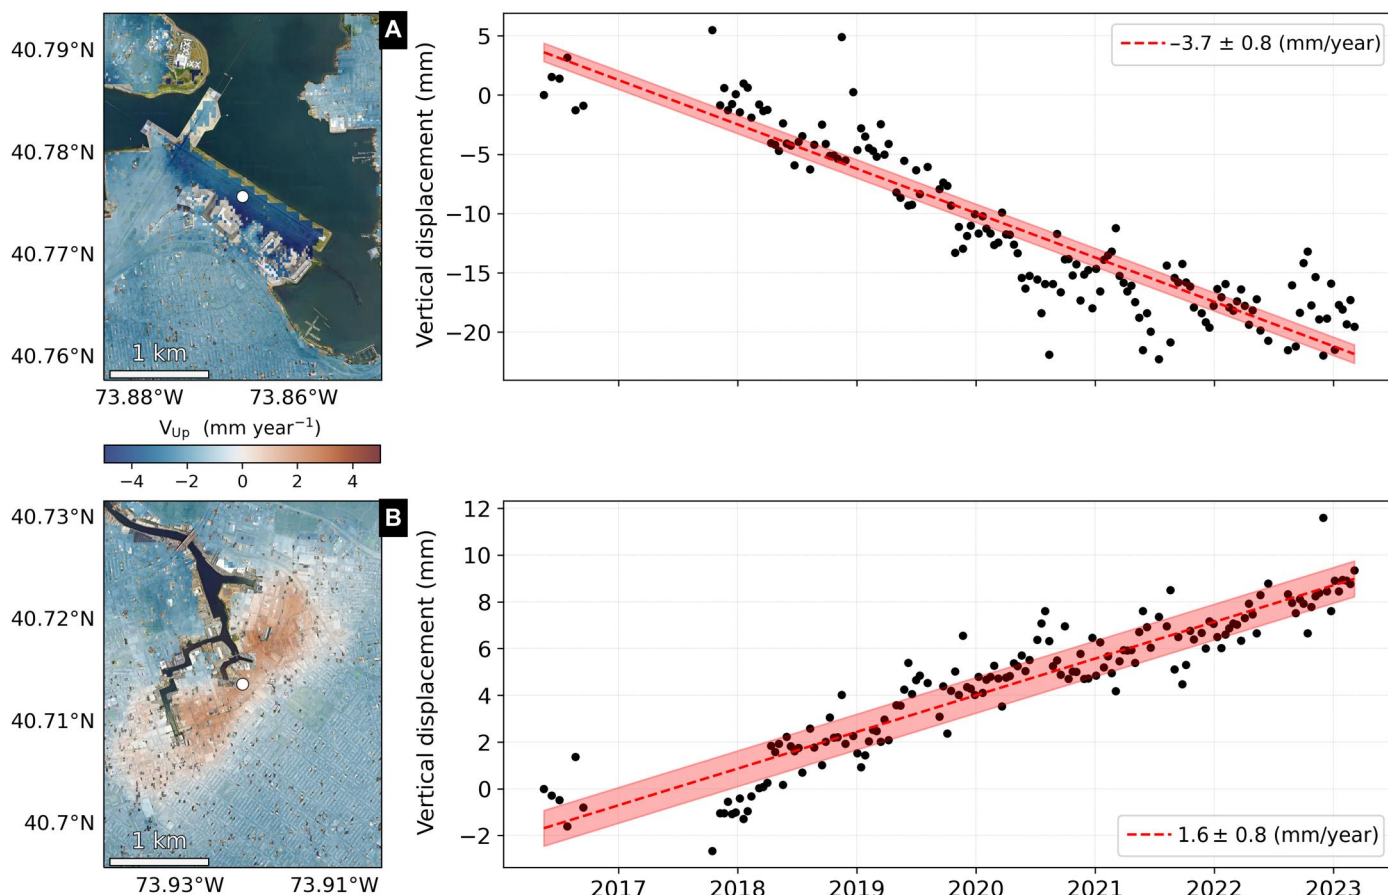 A
40.79°N
40.78°N
40.77°N
40.76°N
1 km
73.88°W 73.86°W
Vertical displacement (mm)
5
0
−5
−10
−15
−20
–3.7 ± 0.8 (mm/year)
V_Up (mm year⁻¹)
−4 −2 0 2 4
B
40.73°N
40.72°N
40.71°N
40.7°N
1 km
73.93°W 73.91°W
Vertical displacement (mm)
12
10
8
6
4
2
0
−2
1.6 ± 0.8 (mm/year)
2017 2018 2019 2020 2021 2022 2023